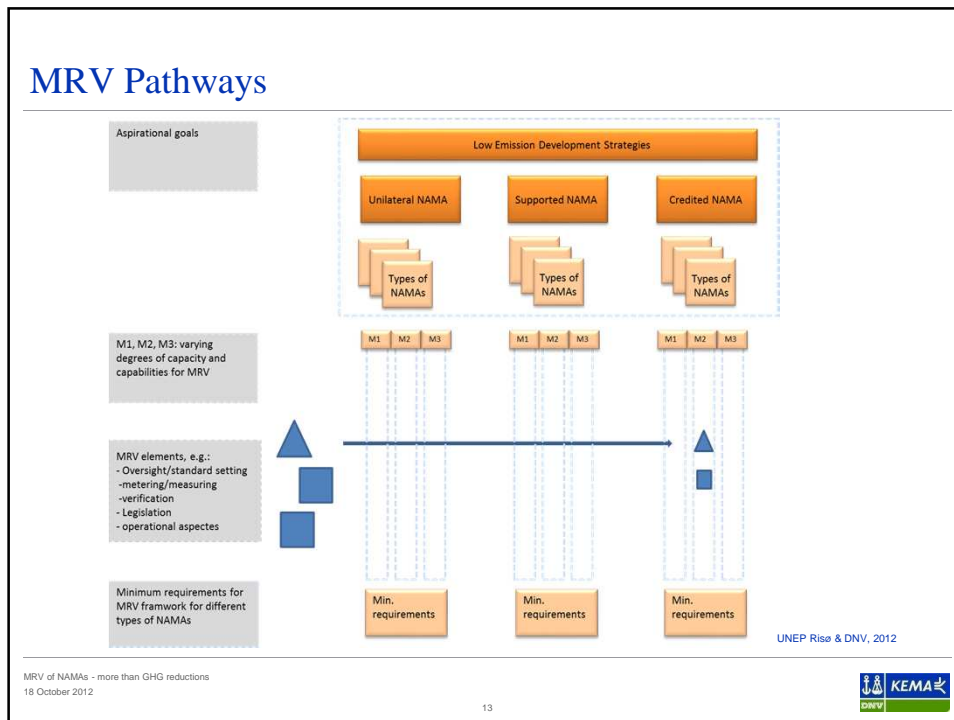 MRV Pathways
Aspirational goals
Low Emission Development Strategies
Unilateral NAMA
Supported NAMA
Credited NAMA
Types of
NAMAs
Types of
NAMAs
Types of
NAMAs
M1, M2, M3: varying
degrees of capacity and
capabilities for MRV
M1 M2 M3
M1 M2 M3
M1 M2 M3
MRV elements, e.g.:
- Oversight/standard setting
-metering/measuring
-verification
- Legislation
- operational aspectes
Minimum requirements for
MRV framwork for different
types of NAMAs
Min.
requirements
Min.
requirements
Min.
requirements
UNEP Risø & DNV, 2012
MRV of NAMAs - more than GHG reductions
18 October 2012
13
KEMA
DNV